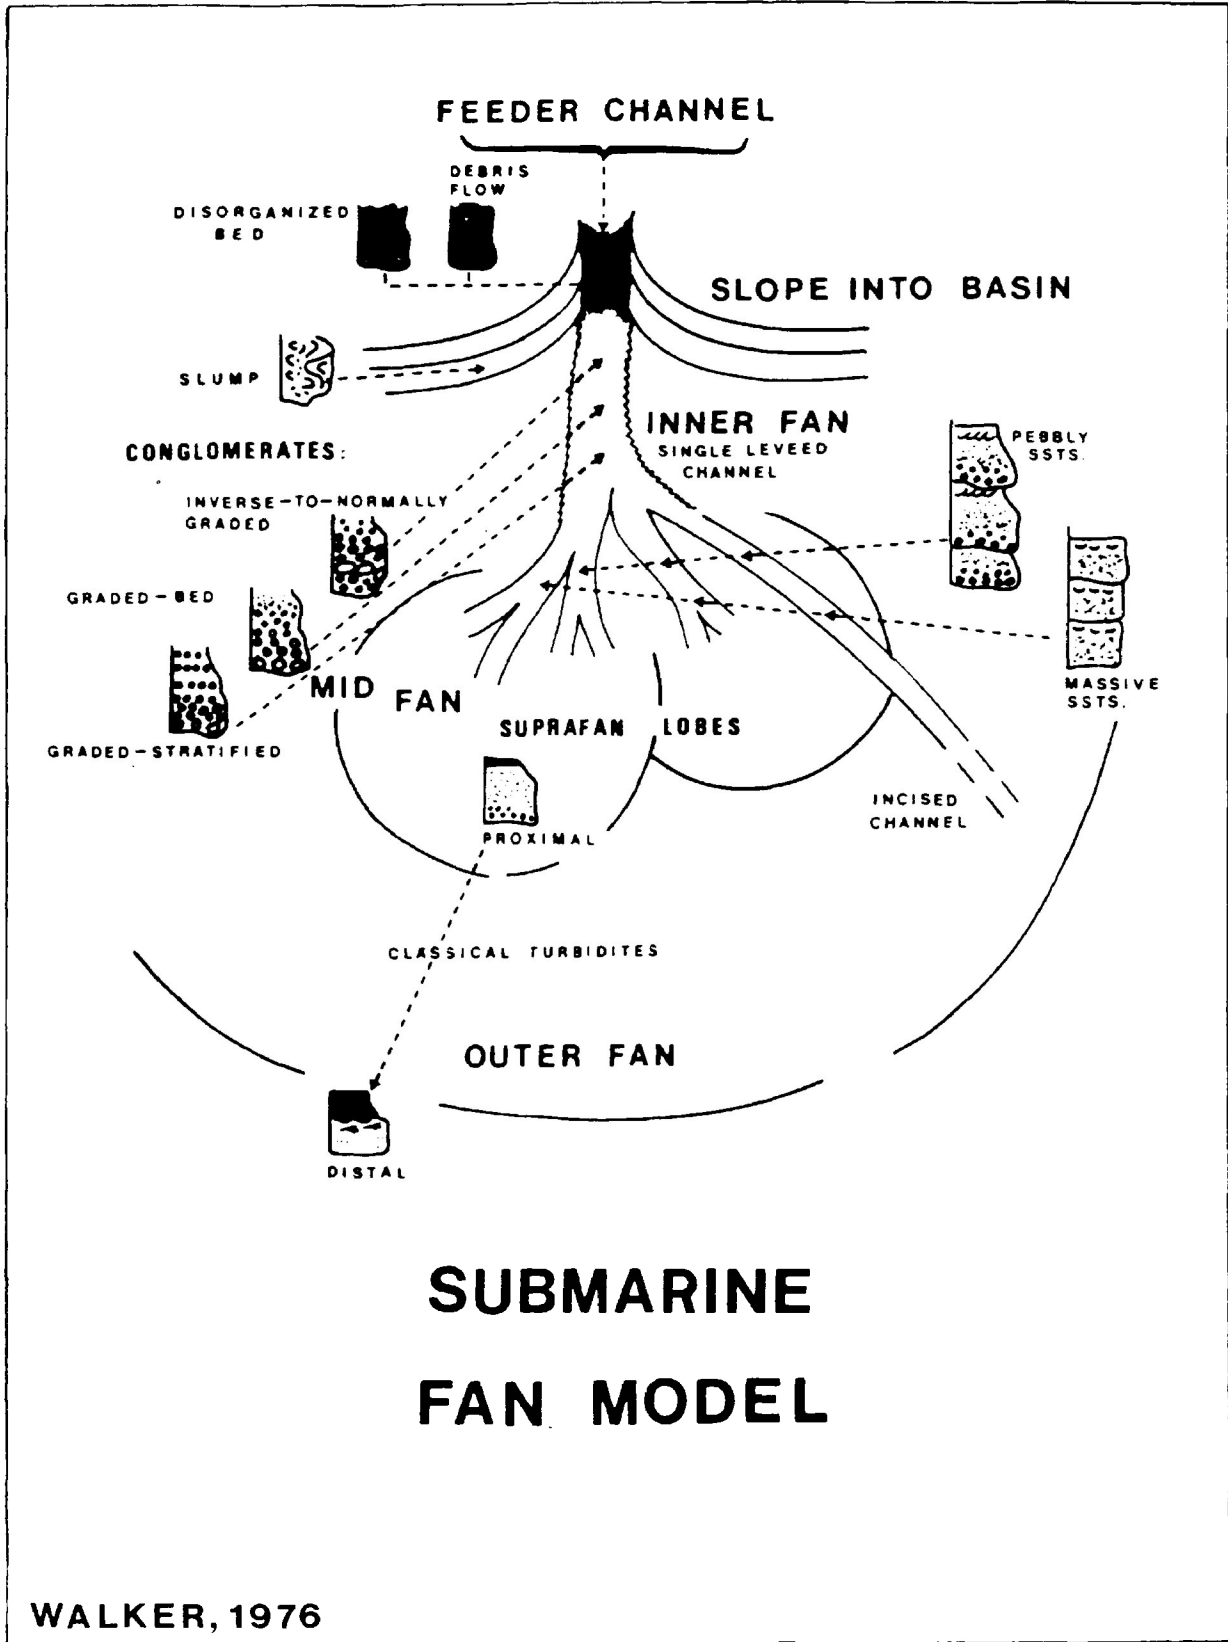 FEEDER CHANNEL
DEBRIS
FLOW
DISORGANIZED
BED
SLOPE INTO BASIN
SLUMP
INNER FAN
SINGLE LEVEED
CHANNEL
PEBBLY
SSTS.
CONGLOMERATES:
INVERSE-TO-NORMALLY
GRADED
GRADED-BED
MID FAN
MASSIVE
SSTS.
SUPRAFAN LOBES
GRADED-STRATIFIED
INCISED
CHANNEL
PROXIMAL
CLASSICAL TURBIDITES
OUTER FAN
DISTAL
SUBMARINE
FAN MODEL
WALKER, 1976